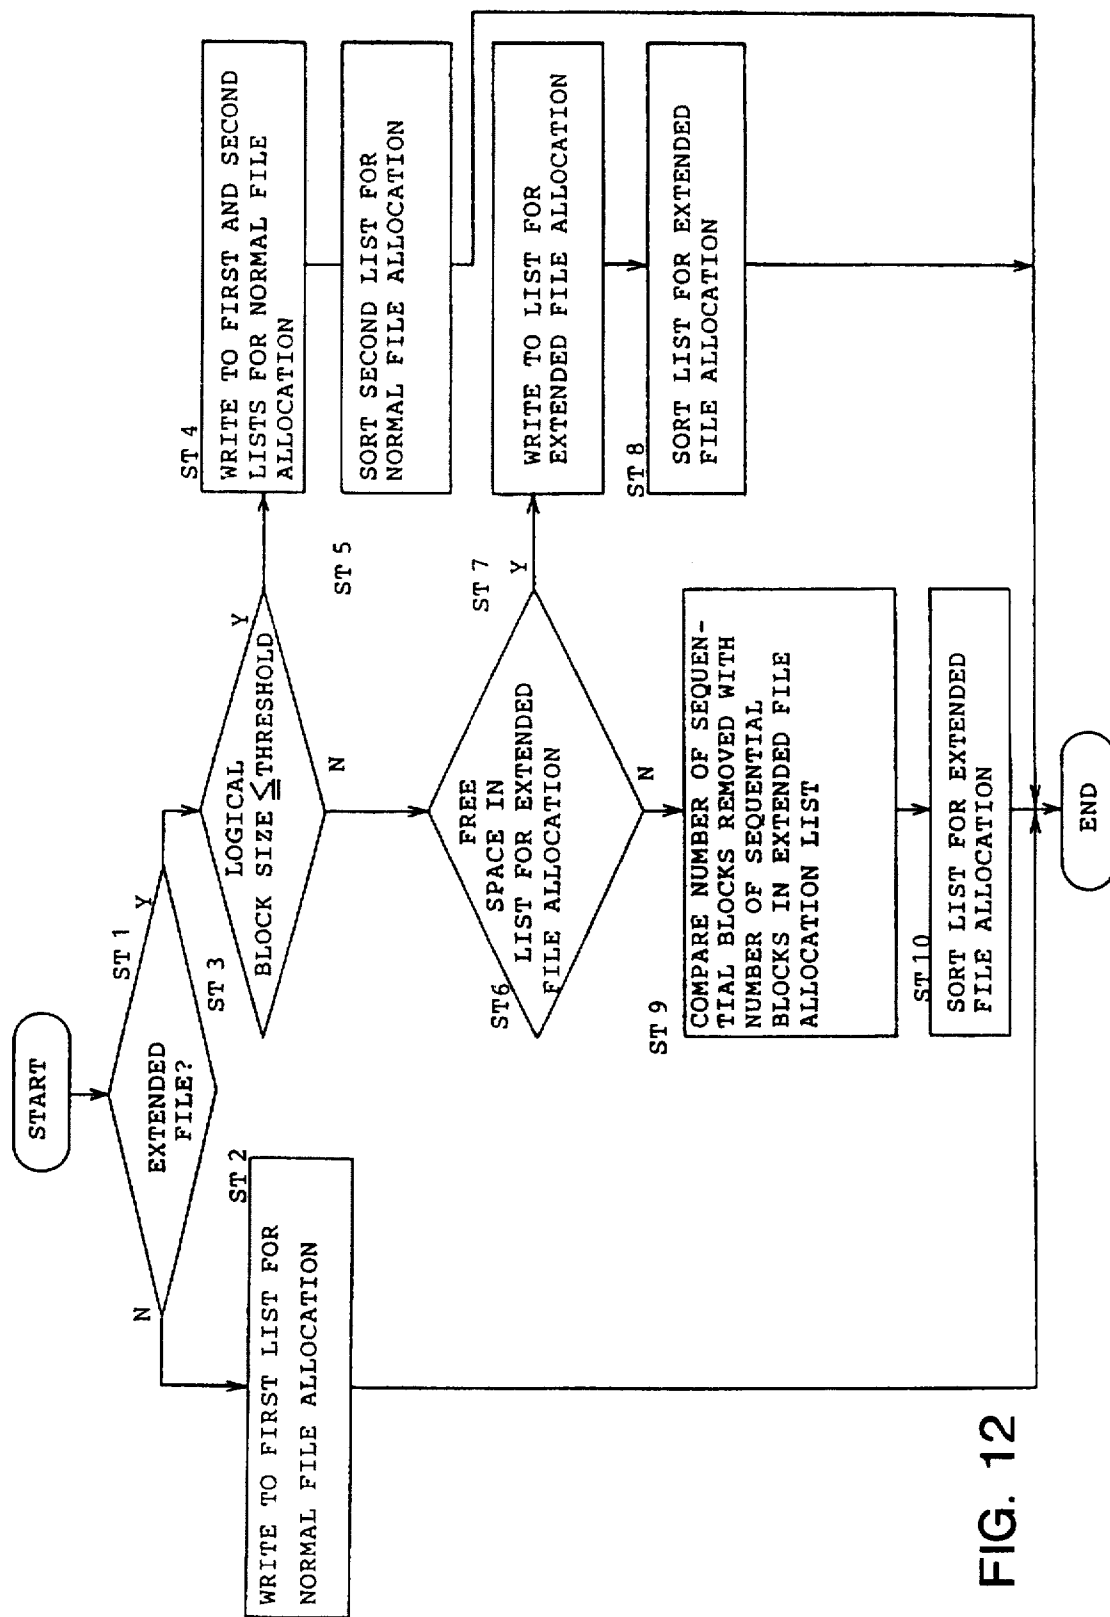 START
ST 1
EXTENDED
FILE?
N
Y
ST 2
WRITE TO FIRST LIST FOR
NORMAL FILE ALLOCATION
ST 3
LOGICAL
BLOCK SIZE ≦ THRESHOLD
Y
N
ST 4
WRITE TO FIRST AND SECOND
LISTS FOR NORMAL FILE
ALLOCATION
ST 5
SORT SECOND LIST FOR
NORMAL FILE ALLOCATION
ST6
FREE
SPACE IN
LIST FOR EXTENDED
FILE ALLOCATION
Y
N
ST 7
WRITE TO LIST FOR
EXTENDED FILE ALLOCATION
ST 8
SORT LIST FOR EXTENDED
FILE ALLOCATION
ST 9
COMPARE NUMBER OF SEQUEN-
TIAL BLOCKS REMOVED WITH
NUMBER OF SEQUENTIAL
BLOCKS IN EXTENDED FILE
ALLOCATION LIST
ST 10
SORT LIST FOR EXTENDED
FILE ALLOCATION
END
FIG. 12